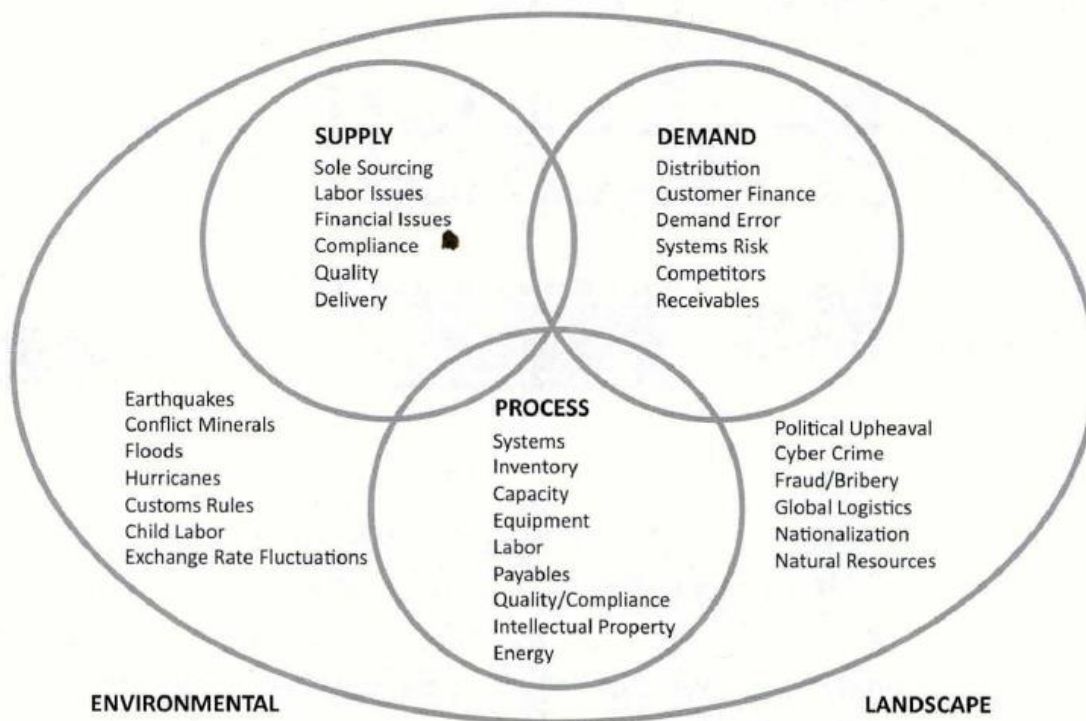 SUPPLY
Sole Sourcing
Labor Issues
Financial Issues
Compliance
Quality
Delivery
DEMAND
Distribution
Customer Finance
Demand Error
Systems Risk
Competitors
Receivables
Earthquakes
Conflict Minerals
Floods
Hurricanes
Customs Rules
Child Labor
Exchange Rate Fluctuations
PROCESS
Systems
Inventory
Capacity
Equipment
Labor
Payables
Quality/Compliance
Intellectual Property
Energy
Political Upheaval
Cyber Crime
Fraud/Bribery
Global Logistics
Nationalization
Natural Resources
ENVIRONMENTAL
LANDSCAPE